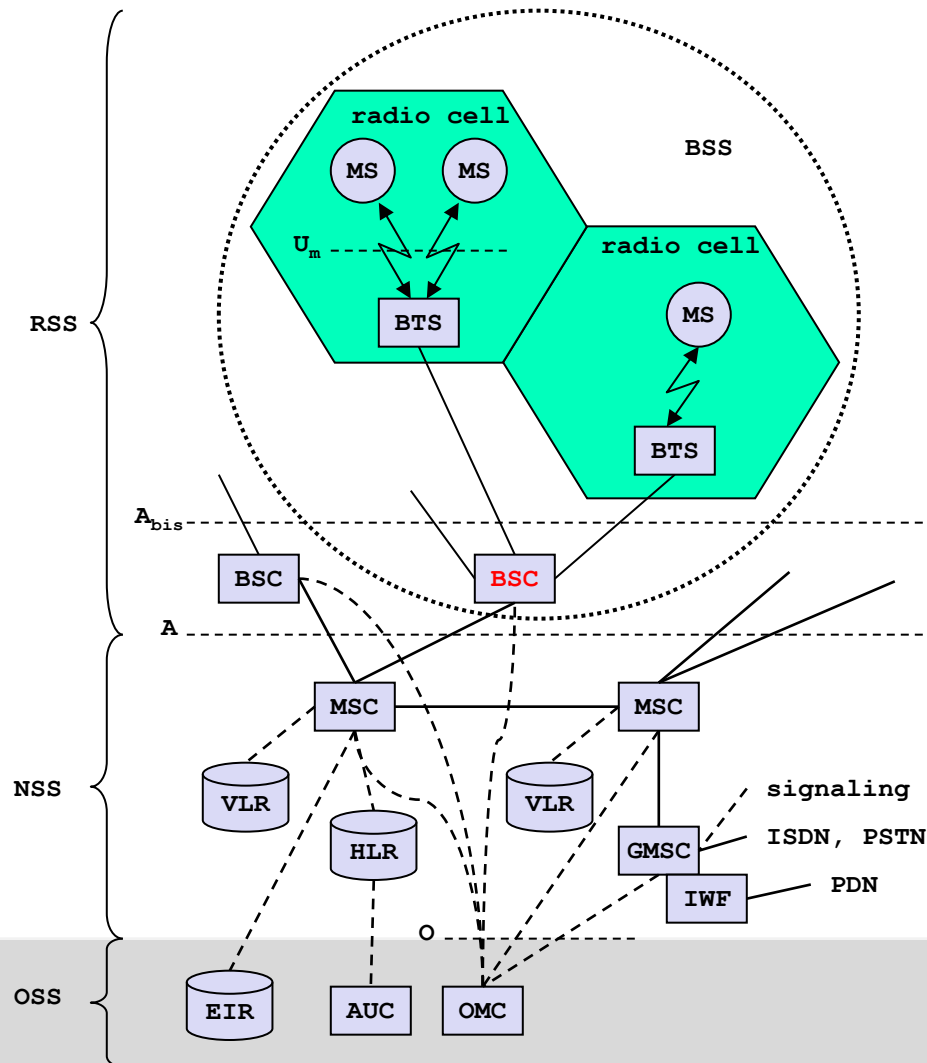 radio cell
BSS
MS
MS
Um
radio cell
BTS
MS
RSS
BTS
Abis
BSC
BSC
A
MSC
MSC
NSS
VLR
VLR
signaling
HLR
GMSC
ISDN, PSTN
IWF
PDN
O
OSS
EIR
AUC
OMC